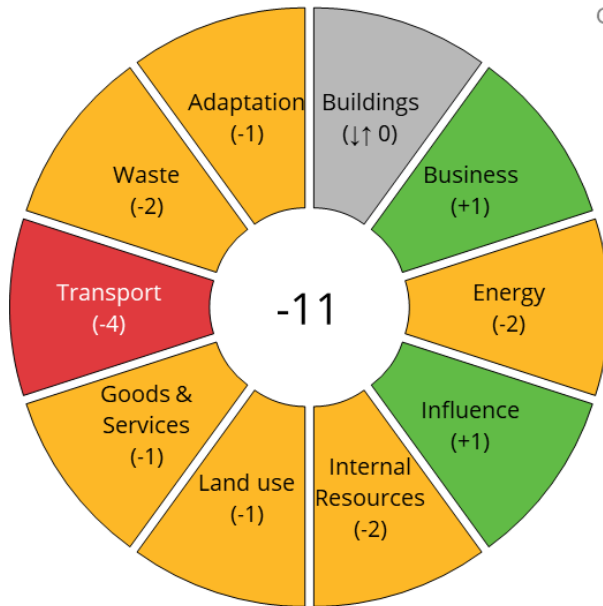 Buildings
(↓↑ 0)
Business
(+1)
Energy
(-2)
Influence
(+1)
Internal
Resources
(-2)
Land use
(-1)
Goods &
Services
(-1)
Transport
(-4)
Waste
(-2)
Adaptation
(-1)
-11